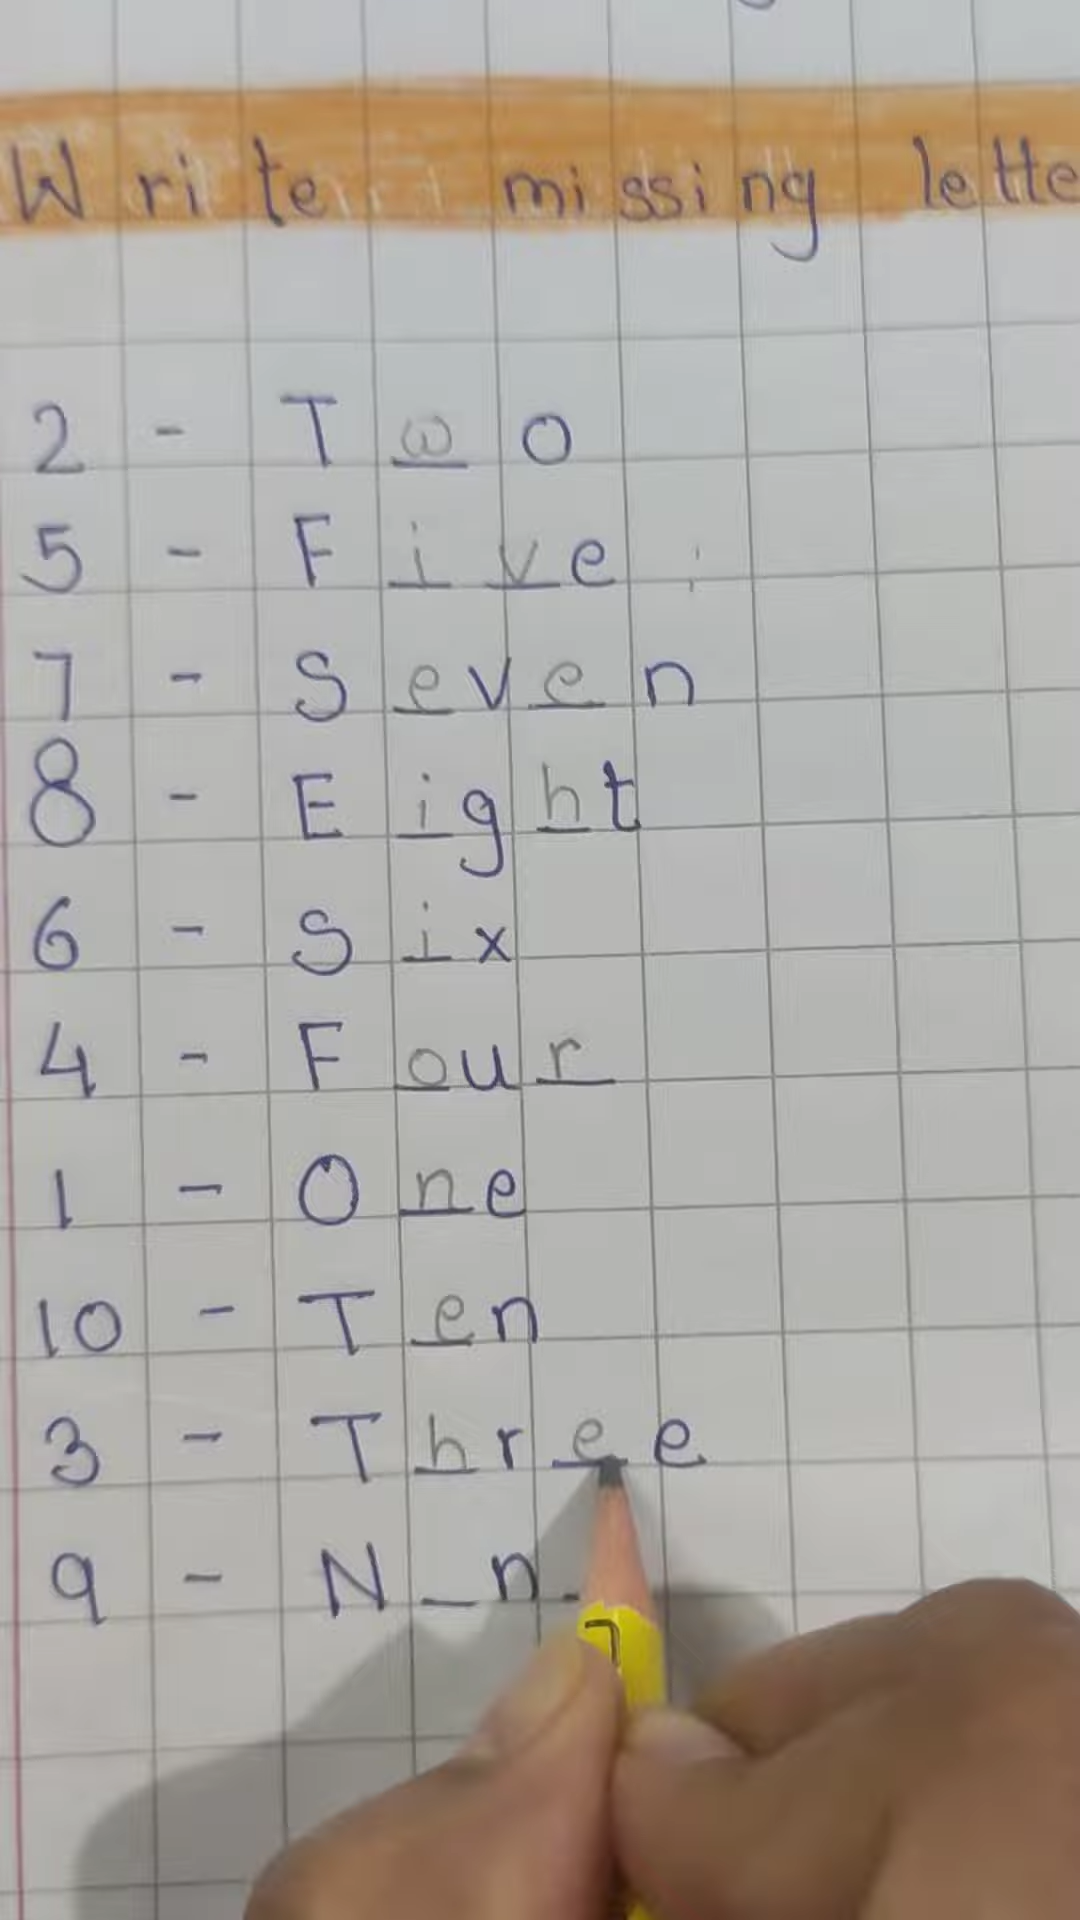 Write missing lette
2 - Two
5 - Five
7 - Seven
8 - Eight
6 - Six
4 - Four
1 - One
10 - Ten
3 - Three
9 - N_n_